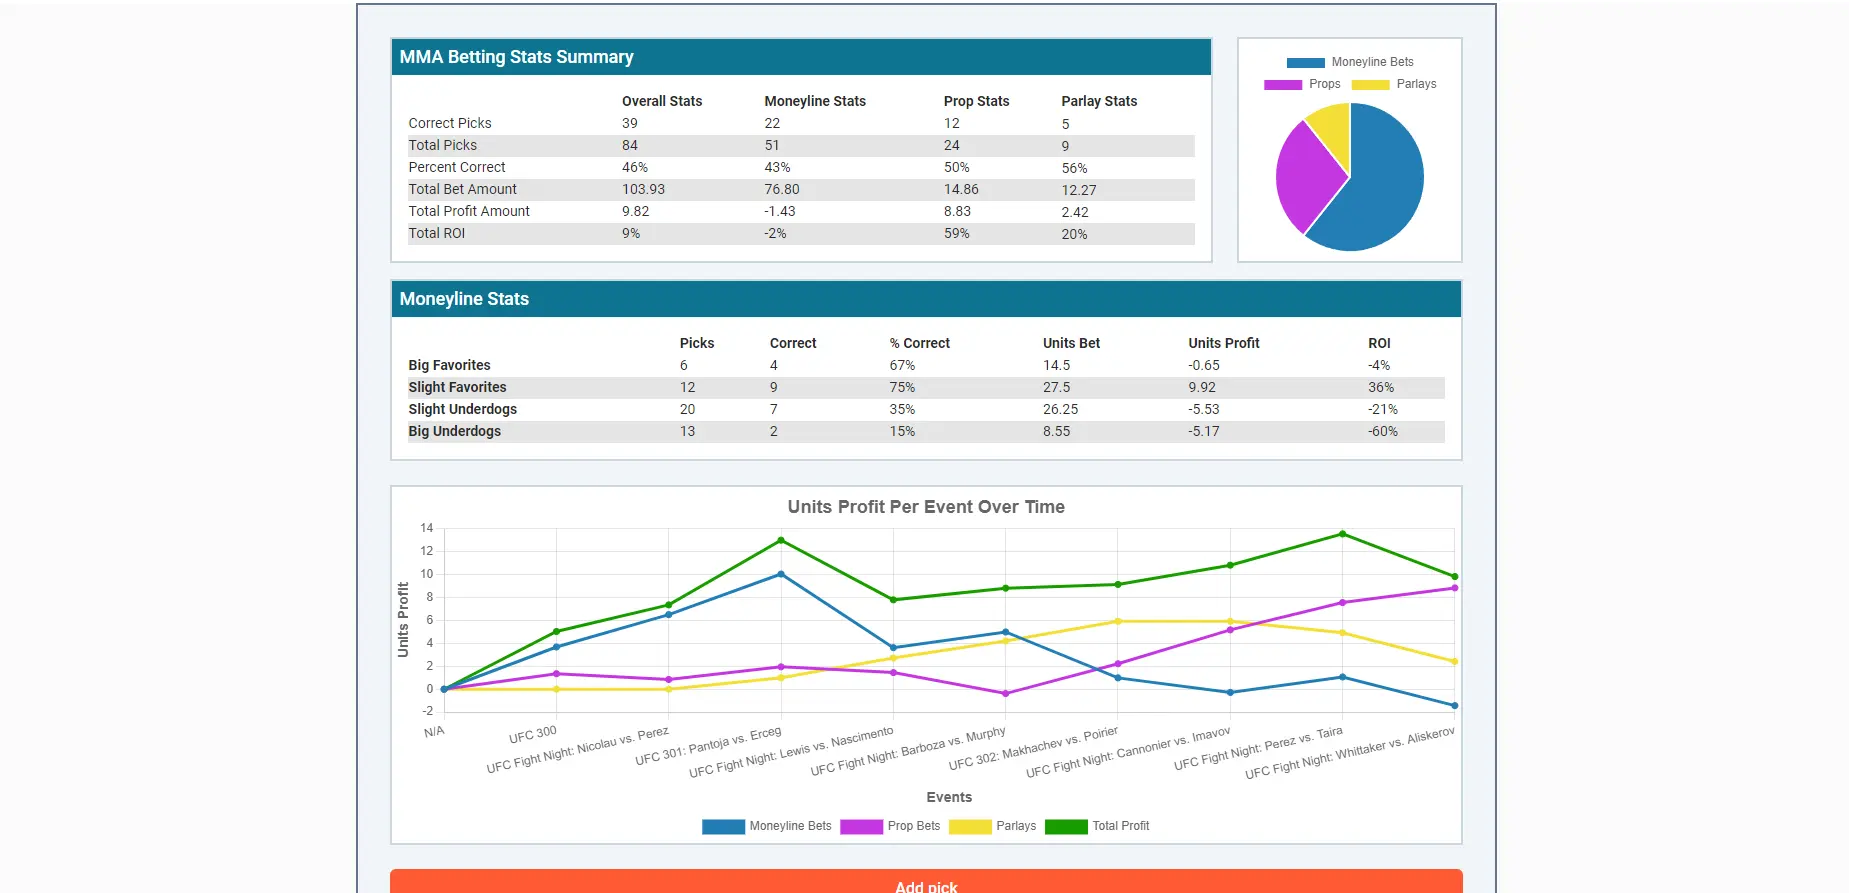 MMA Betting Stats Summary
Overall Stats Moneyline Stats Prop Stats Parlay Stats
Correct Picks 39 22 12 5
Total Picks 84 51 24 9
Percent Correct 46% 43% 50% 56%
Total Bet Amount 103.93 76.80 14.86 12.27
Total Profit Amount 9.82 -1.43 8.83 2.42
Total ROI 9% -2% 59% 20%
Moneyline Bets
Props Parlays
Moneyline Stats
Picks Correct % Correct Units Bet Units Profit ROI
Big Favorites 6 4 67% 14.5 -0.65 -4%
Slight Favorites 12 9 75% 27.5 9.92 36%
Slight Underdogs 20 7 35% 26.25 -5.53 -21%
Big Underdogs 13 2 15% 8.55 -5.17 -60%
Units Profit Per Event Over Time
Units Profit
14
12
10
8
6
4
2
0
-2
N/A
UFC 300
UFC Fight Night: Nicolau vs. Perez
UFC 301: Pantoja vs. Erceg
UFC Fight Night: Lewis vs. Nascimento
UFC Fight Night: Barboza vs. Murphy
UFC 302: Makhachev vs. Poirier
UFC Fight Night: Cannonier vs. Imavov
UFC Fight Night: Perez vs. Taira
UFC Fight Night: Whittaker vs. Aliskerov
Events
Moneyline Bets Prop Bets Parlays Total Profit
Add pick